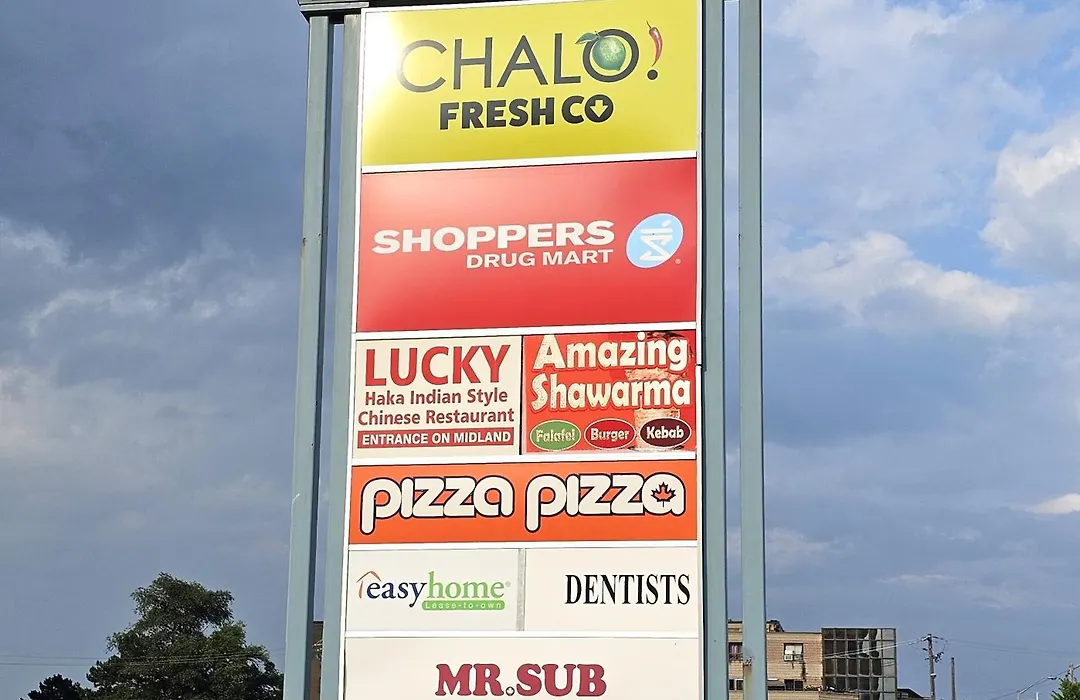 CHALO!
FRESHCO
SHOPPERS
DRUG MART
LUCKY
Haka Indian Style
Chinese Restaurant
ENTRANCE ON MIDLAND
Amazing
Shawarma
Falafel Burger Kebab
pizza pizza
easyhome®
Lease-to-own
DENTISTS
MR.SUB